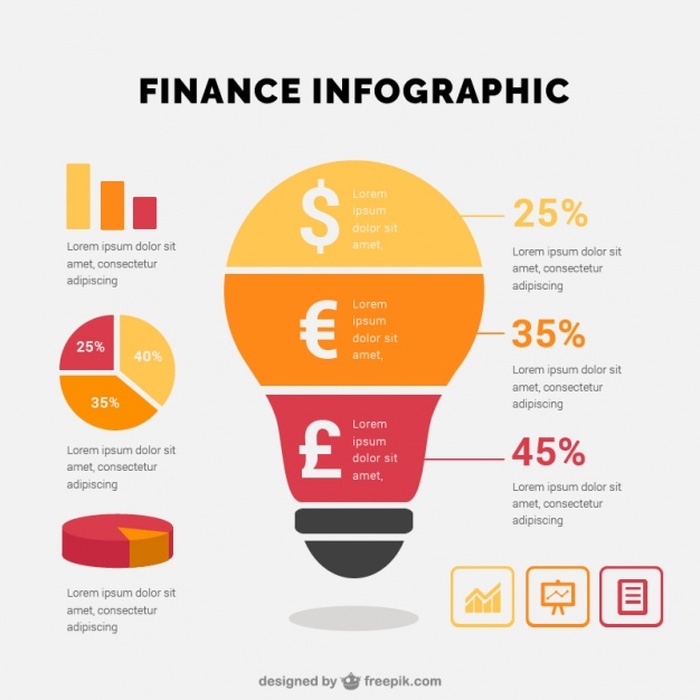 FINANCE INFOGRAPHIC
Lorem ipsum dolor sit
amet, consectetur
adipiscing
25%
40%
35%
Lorem ipsum dolor sit
amet, consectetur
adipiscing
Lorem ipsum dolor sit
amet, consectetur
adipiscing
$
Lorem
ipsum
dolor sit
amet,
€
Lorem
ipsum
dolor sit
amet,
£
Lorem
ipsum
dolor sit
amet,
25%
Lorem ipsum dolor sit
amet, consectetur
adipiscing
35%
Lorem ipsum dolor sit
amet, consectetur
adipiscing
45%
Lorem ipsum dolor sit
amet, consectetur
adipiscing
designed by freepik.com